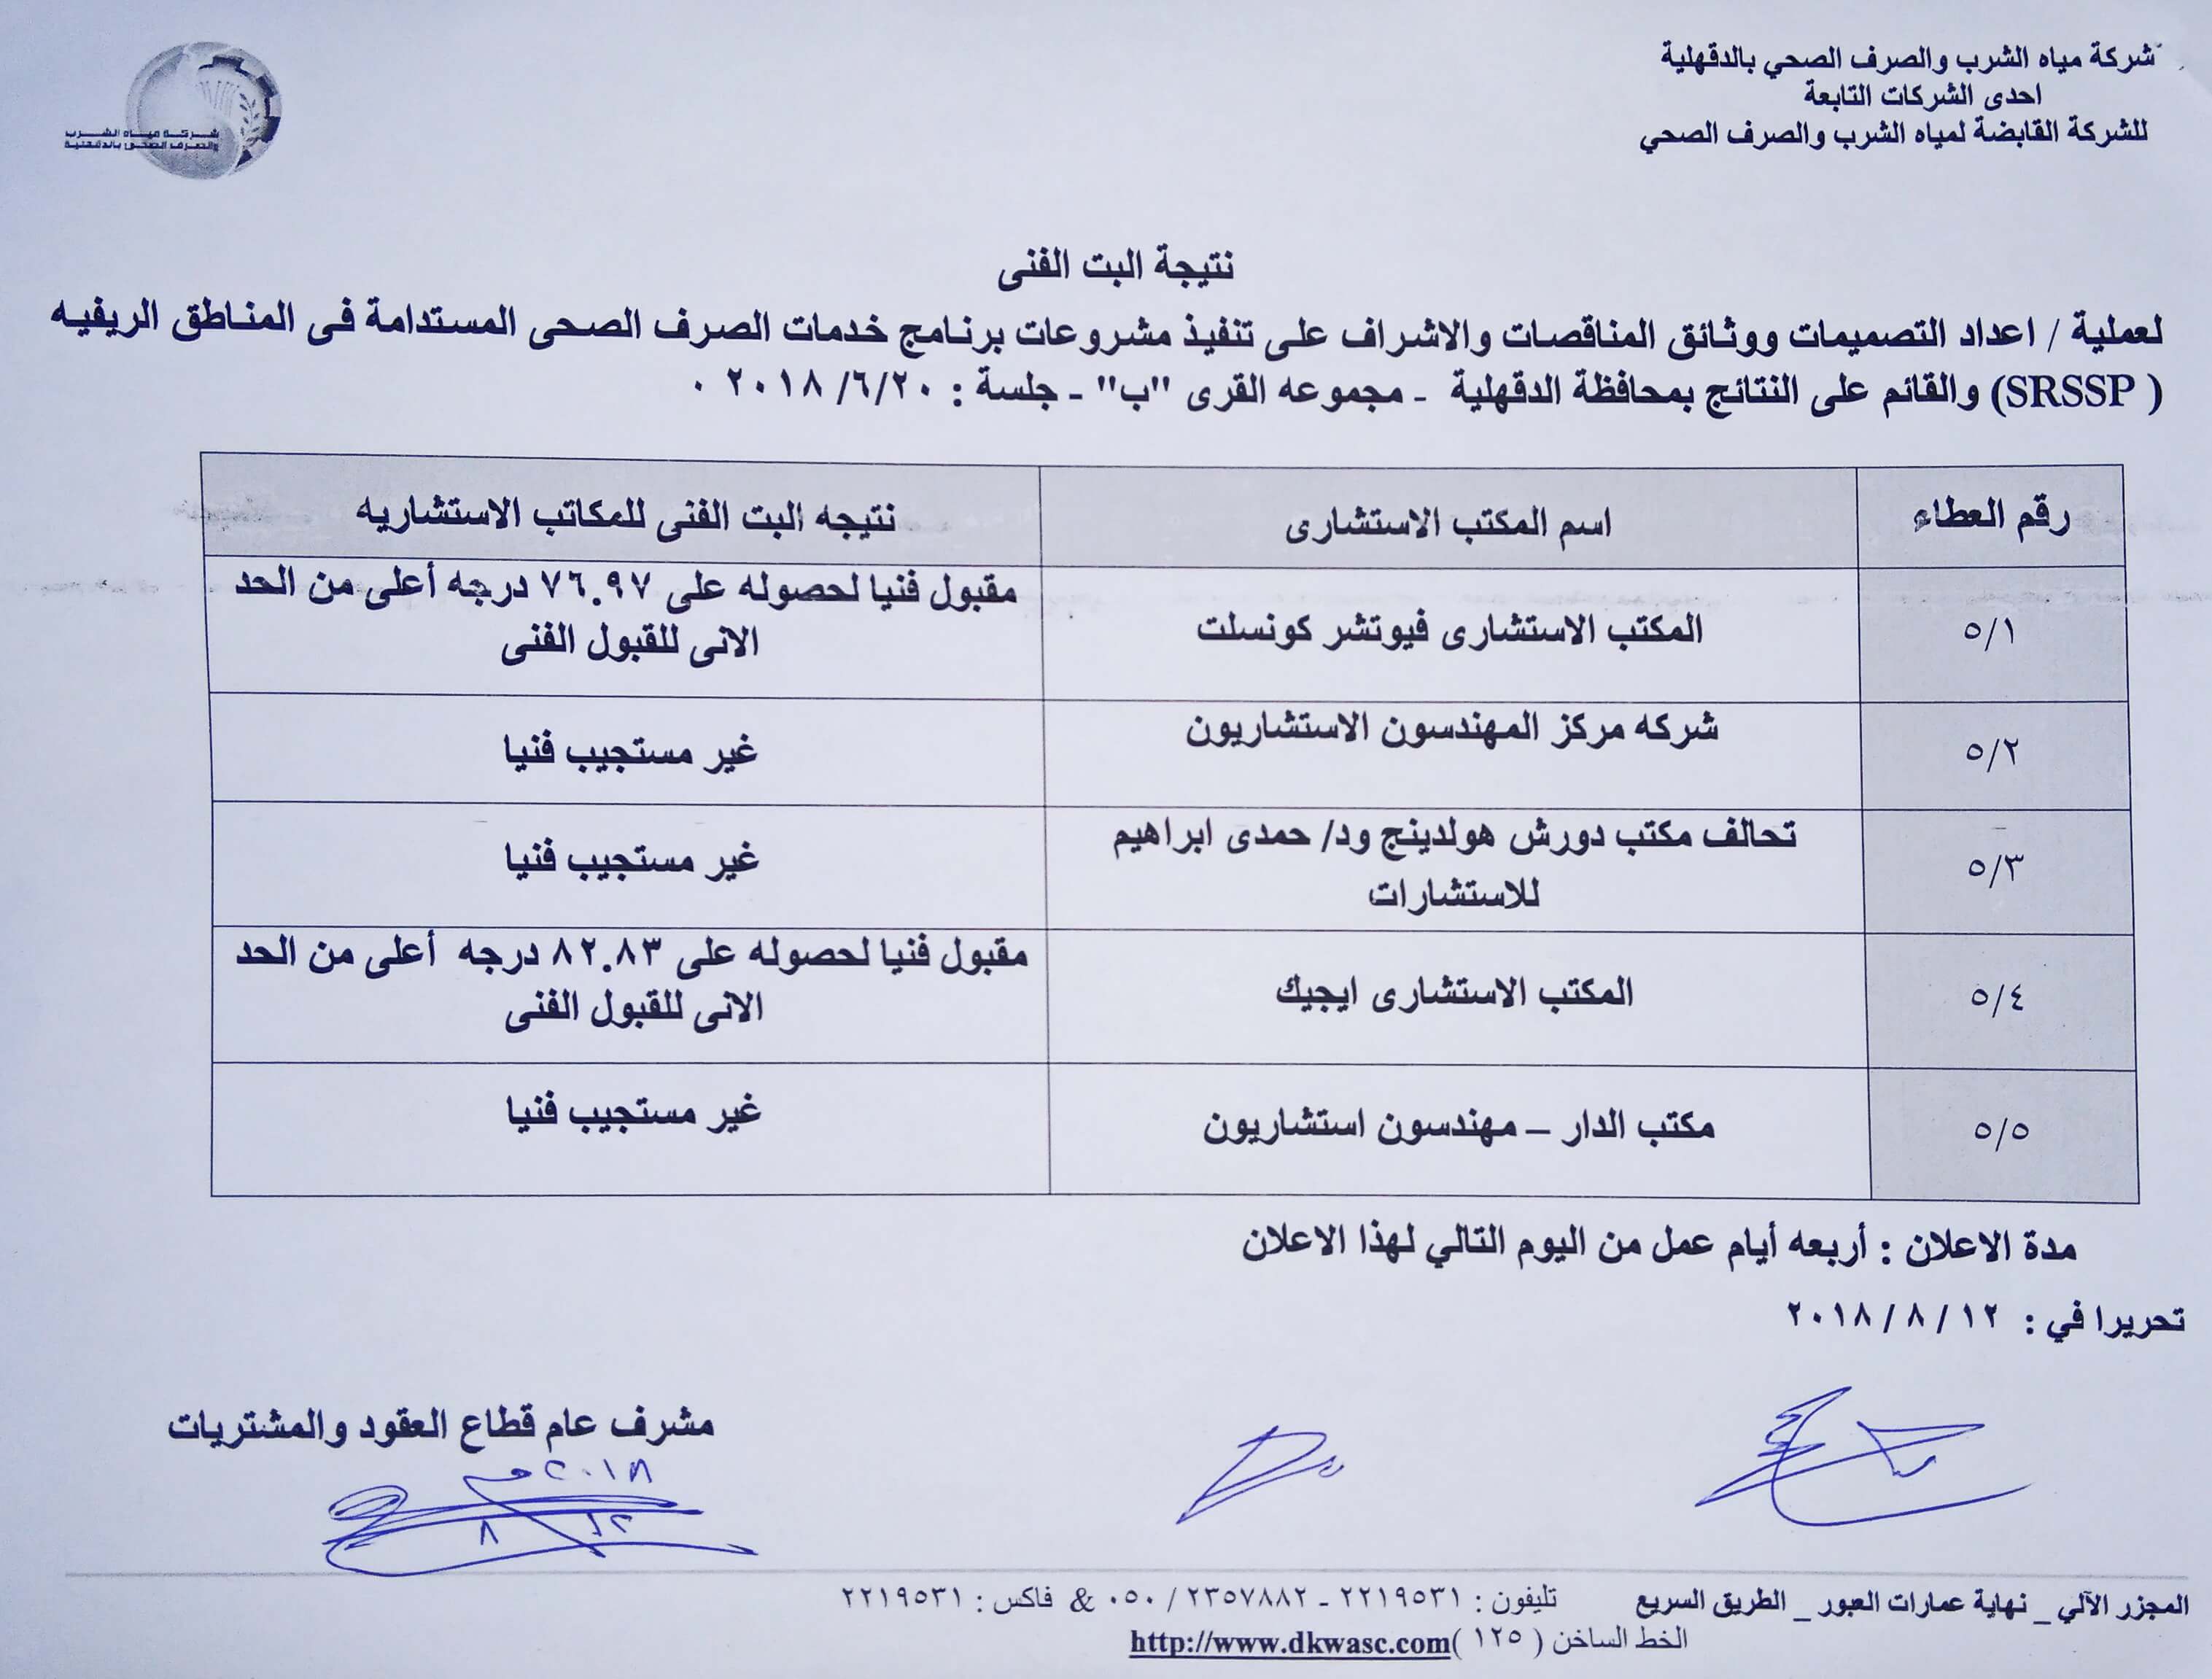 شركة مياه الشرب والصرف الصحي بالدقهلية
احدى الشركات التابعة
للشركة القابضة لمياه الشرب والصرف الصحي
شركة مياه الشرب
والصرف الصحى بالدقهلية
نتيجة البت الفنى
لعملية / اعداد التصميمات ووثائق المناقصات والاشراف على تنفيذ مشروعات برنامج خدمات الصرف الصحى المستدامة فى المناطق الريفيه
( SRSSP) والقائم على النتائج بمحافظة الدقهلية - مجموعه القرى "ب" - جلسة : ٢٠١٨/٦/٢٠ .
رقم العطاء
اسم المكتب الاستشارى
نتيجه البت الفنى للمكاتب الاستشاريه
٥/١
المكتب الاستشارى فيوتشر كونسلت
مقبول فنيا لحصوله على ٧٦.٩٧ درجه أعلى من الحد
الانى للقبول الفنى
٥/٢
شركه مركز المهندسون الاستشاريون
غير مستجيب فنيا
٥/٣
تحالف مكتب دورش هولدينج ود/ حمدى ابراهيم
للاستشارات
غير مستجيب فنيا
٥/٤
المكتب الاستشارى ايجيك
مقبول فنيا لحصوله على ٨٢.٨٣ درجه أعلى من الحد
الانى للقبول الفنى
٥/٥
مكتب الدار – مهندسون استشاريون
غير مستجيب فنيا
مدة الاعلان : أربعه أيام عمل من اليوم التالي لهذا الاعلان
تحريرا في : ١٢ / ٨ / ٢٠١٨
مشرف عام قطاع العقود والمشتريات
٢٠١٨م
٨ ١٢
المجزر الآلي _ نهاية عمارات العبور _ الطريق السريع تليفون : ٢٢١٩٥٣١ - ٢٣٥٧٨٨٢ / ٠٥٠ & فاكس : ٢٢١٩٥٣١
الخط الساخن ( ١٢٥ )http://www.dkwasc.com